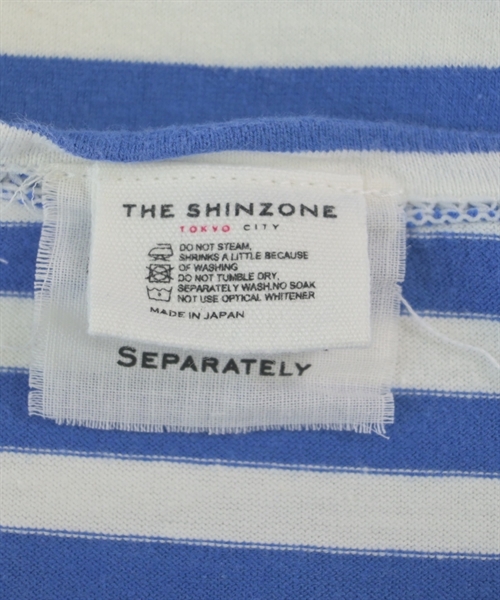 THE SHINZONE
TOKYO CITY
DO NOT STEAM,
SHRINKS A LITTLE BECAUSE
OF WASHING
DO NOT TUMBLE DRY,
SEPARATELY WASH.NO SOAK
NOT USE OPTICAL WHITENER
MADE IN JAPAN
SEPARATELY